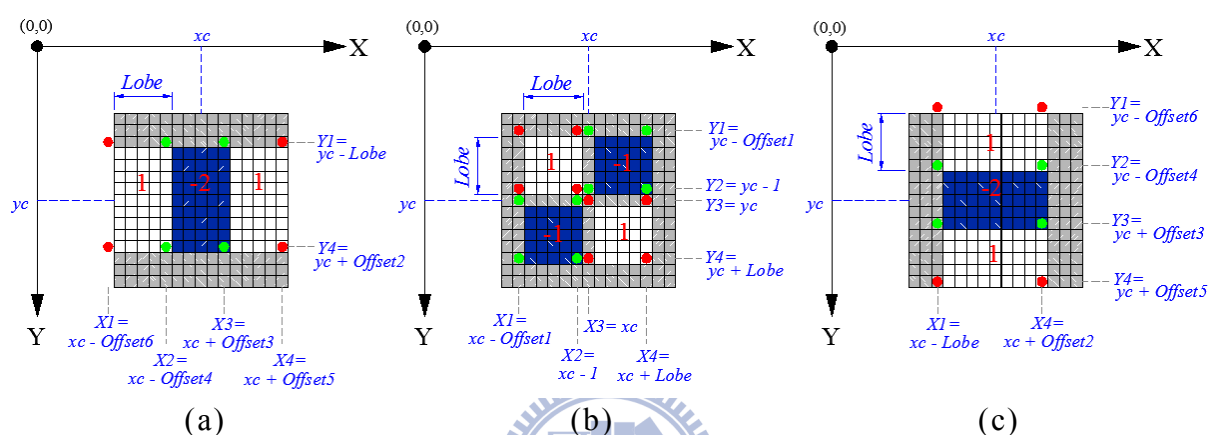 (0,0)
X
xc
Lobe
Y1=
yc - Lobe
1
-2
1
yc
Y4=
yc + Offset2
Y
X1=
xc - Offset6
X3=
xc + Offset3
X2=
xc - Offset4
X4=
xc + Offset5
(a)
(0,0)
X
xc
Lobe
Y1=
yc - Offset1
1
-1
Lobe
Y2= yc - 1
Y3= yc
yc
-1
1
Y4=
yc + Lobe
Y
X1=
xc - Offset1
X3= xc
X2=
xc - 1
X4=
xc + Lobe
(b)
(0,0)
X
xc
Y1=
yc - Offset6
Lobe
1
Y2=
yc - Offset4
-2
yc
Y3=
yc + Offset3
1
Y4=
yc + Offset5
Y
X1=
xc - Lobe
X4=
xc + Offset2
(c)